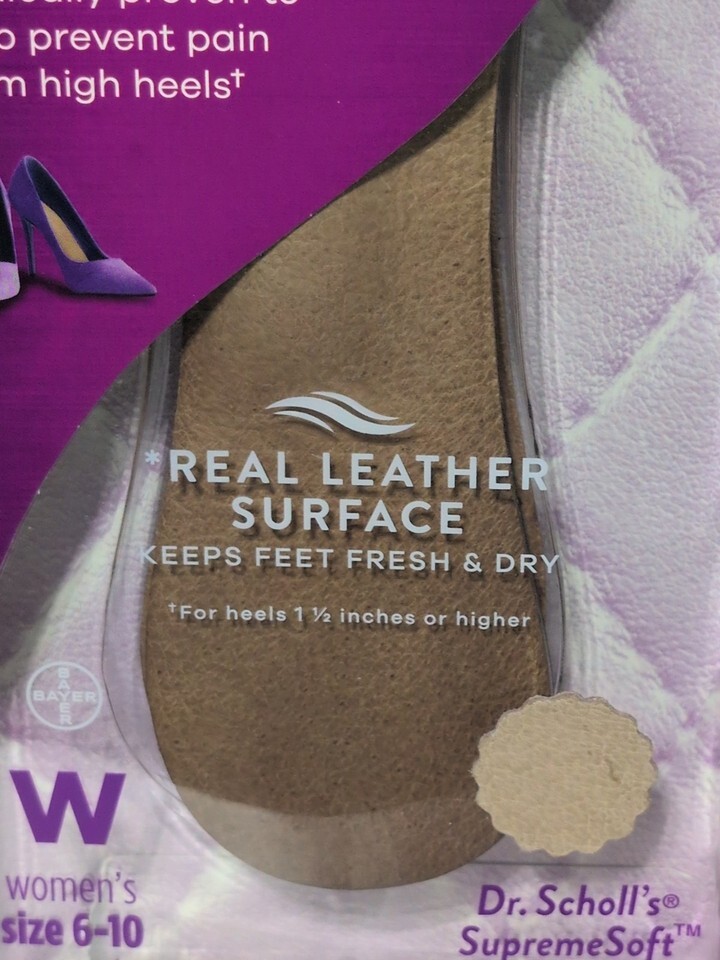 prevent pain
high heels†
*REAL LEATHER
SURFACE
KEEPS FEET FRESH & DRY
†For heels 1 ½ inches or higher
BAYER
BAYER
W
women's
size 6-10
Dr. Scholl's®
SupremeSoft™